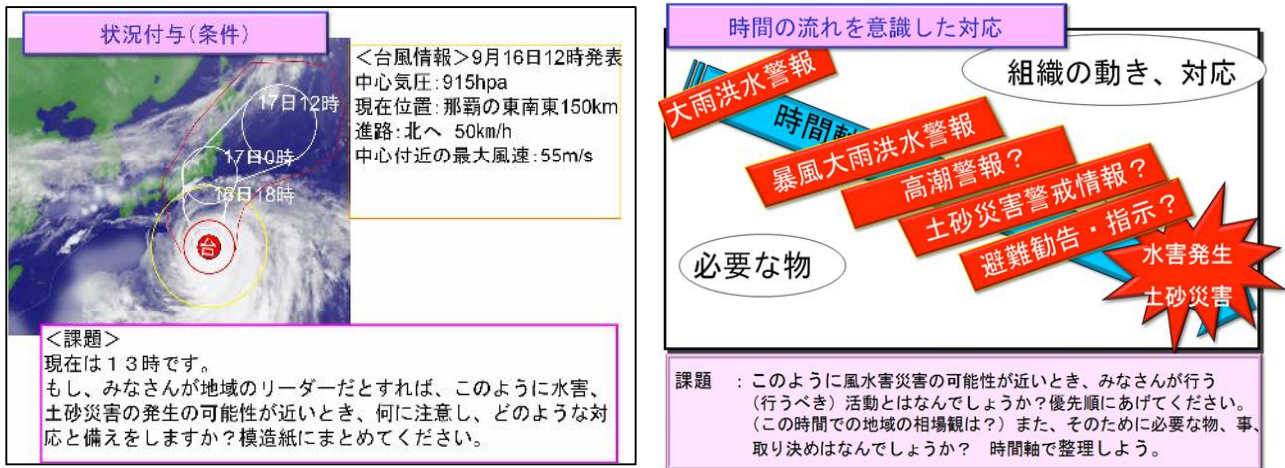 状況付与(条件)
<台風情報>9月16日12時発表
中心気圧:915hpa
現在位置:那覇の東南東150km
進路:北へ 50km/h
中心付近の最大風速:55m/s
17日12時
17日0時
16日18時
台
<課題>
現在は13時です。
もし、みなさんが地域のリーダーだとすれば、このように水害、
土砂災害の発生の可能性が近いとき、何に注意し、どのような対
応と備えをしますか?模造紙にまとめてください。
時間の流れを意識した対応
組織の動き、対応
大雨洪水警報
時間軸
暴風大雨洪水警報
高潮警報?
土砂災害警戒情報?
避難勧告・指示?
必要な物
水害発生
土砂災害
課題 :このように風水害災害の可能性が近いとき、みなさんが行う
(行うべき)活動とはなんでしょうか?優先順にあげてください。
(この時間での地域の相場観は?)また、そのために必要な物、事、
取り決めはなんでしょうか? 時間軸で整理しよう。